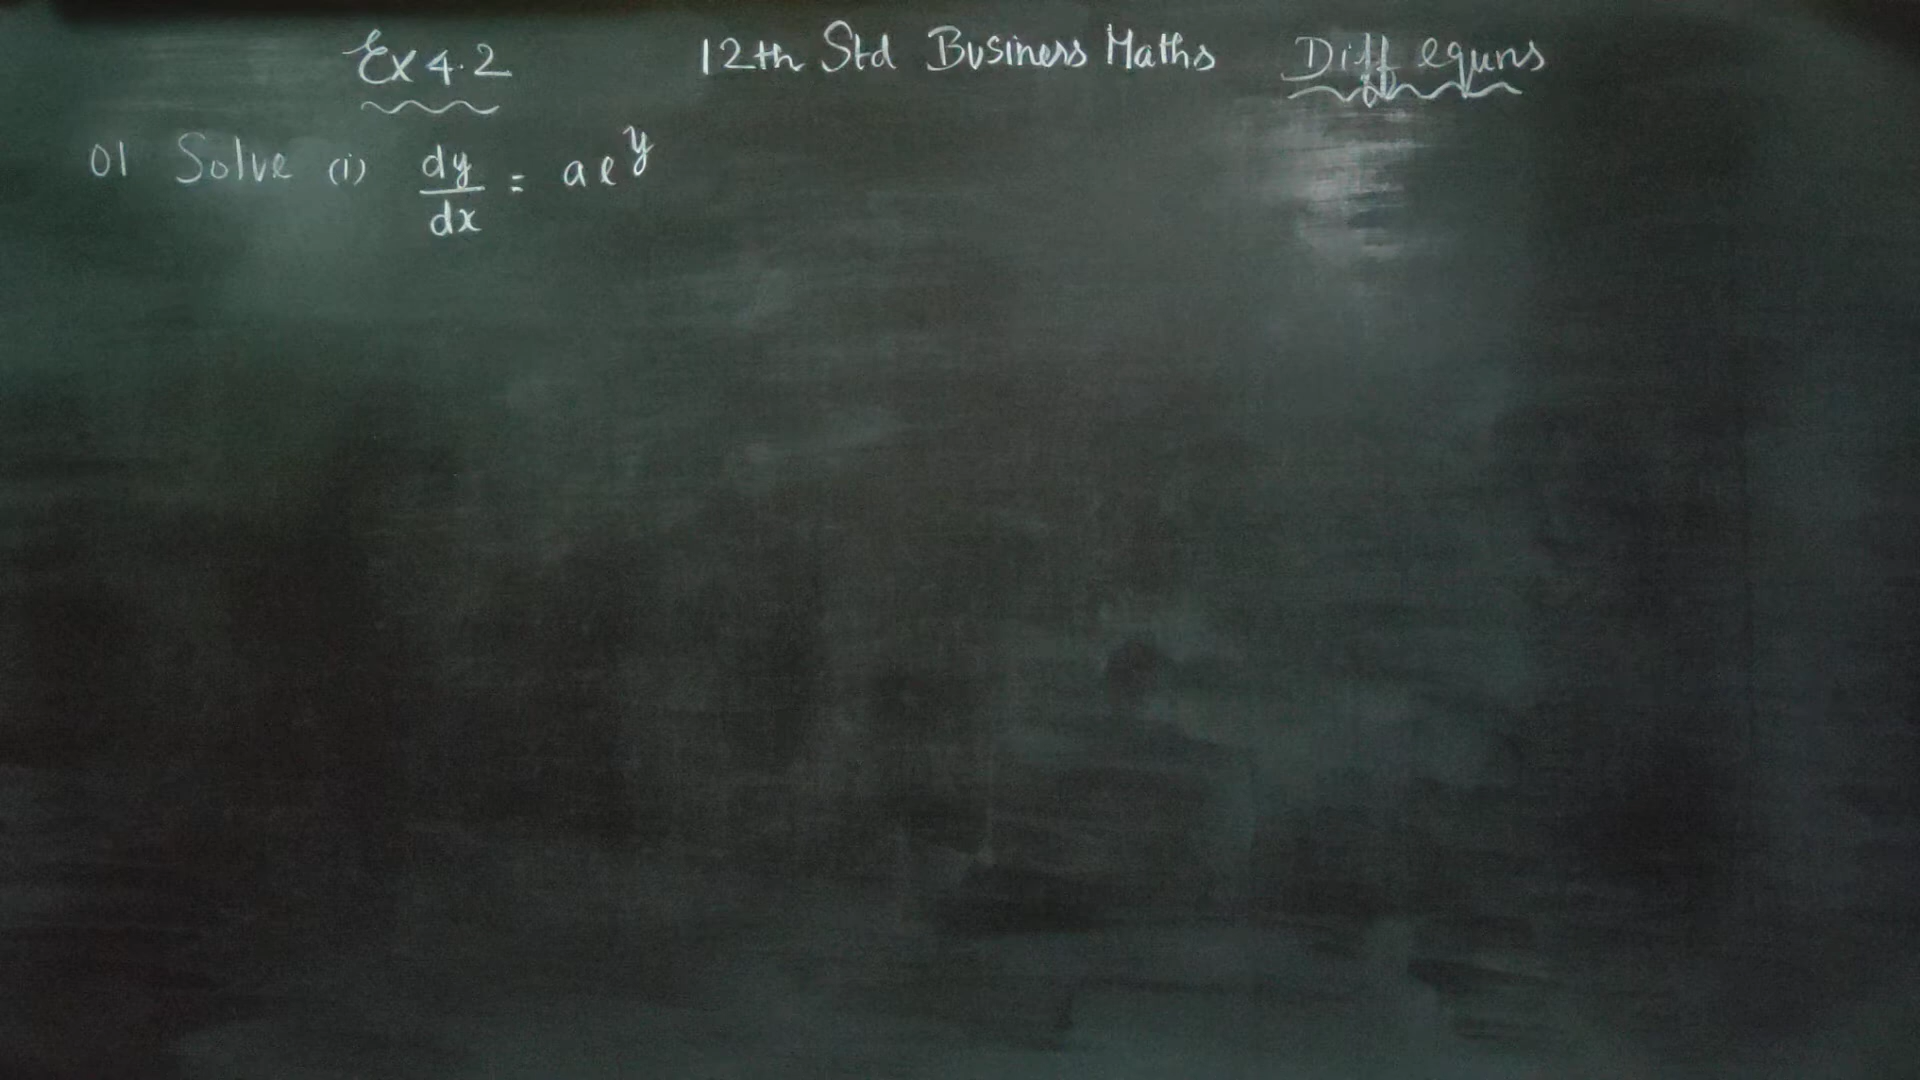 Ex 4.2 12th Std Business Maths Diff equns
01 Solve (i) dy/dx = ae^y